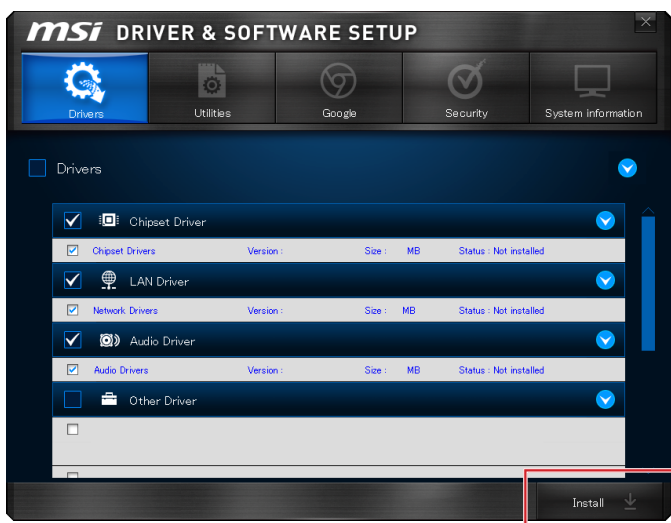 msi DRIVER & SOFTWARE SETUP
Drivers Utilities Google Security System information
Drivers
Chipset Driver
Chipset Drivers Version : Size : MB Status : Not installed
LAN Driver
Network Drivers Version : Size : MB Status : Not installed
Audio Driver
Audio Drivers Version : Size : MB Status : Not installed
Other Driver
Install